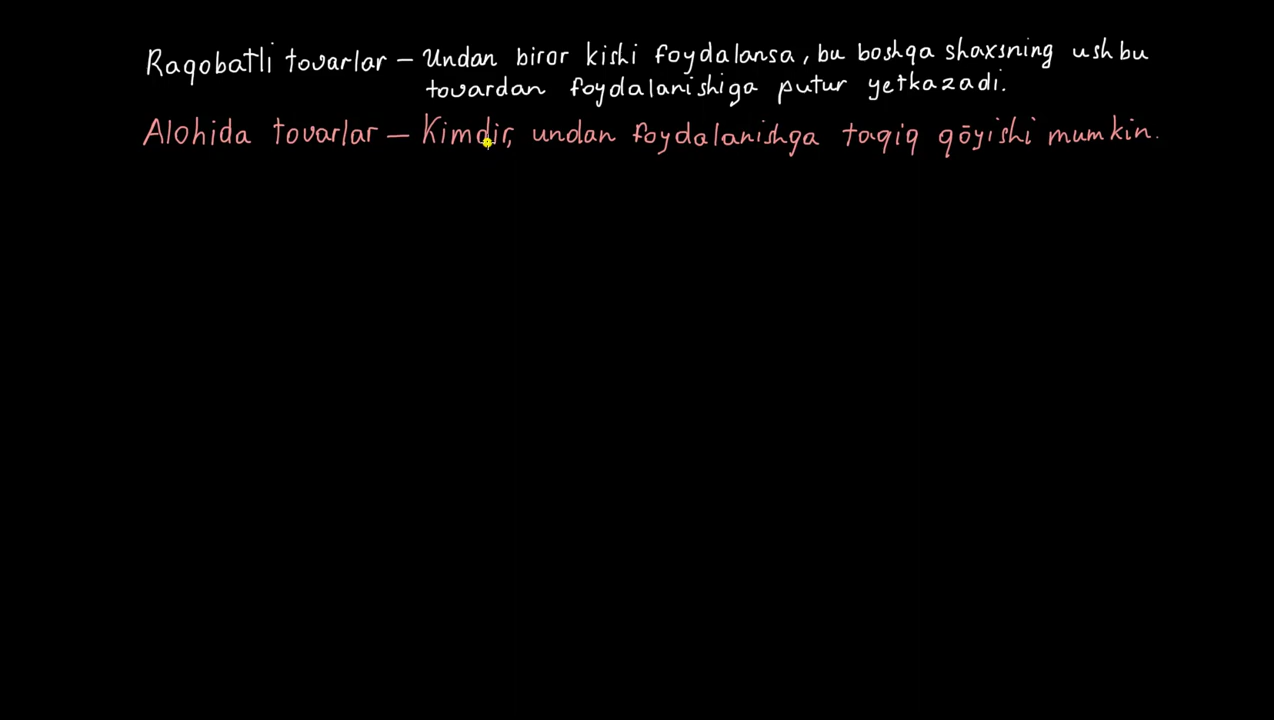 Raqobatli tovarlar – Undan biror kishi foydalansa, bu boshqa shaxsning ushbu
tovardan foydalanishiga putur yetkazadi.
Alohida tovarlar – Kimdir, undan foydalanishga taqiq qōyishi mumkin.